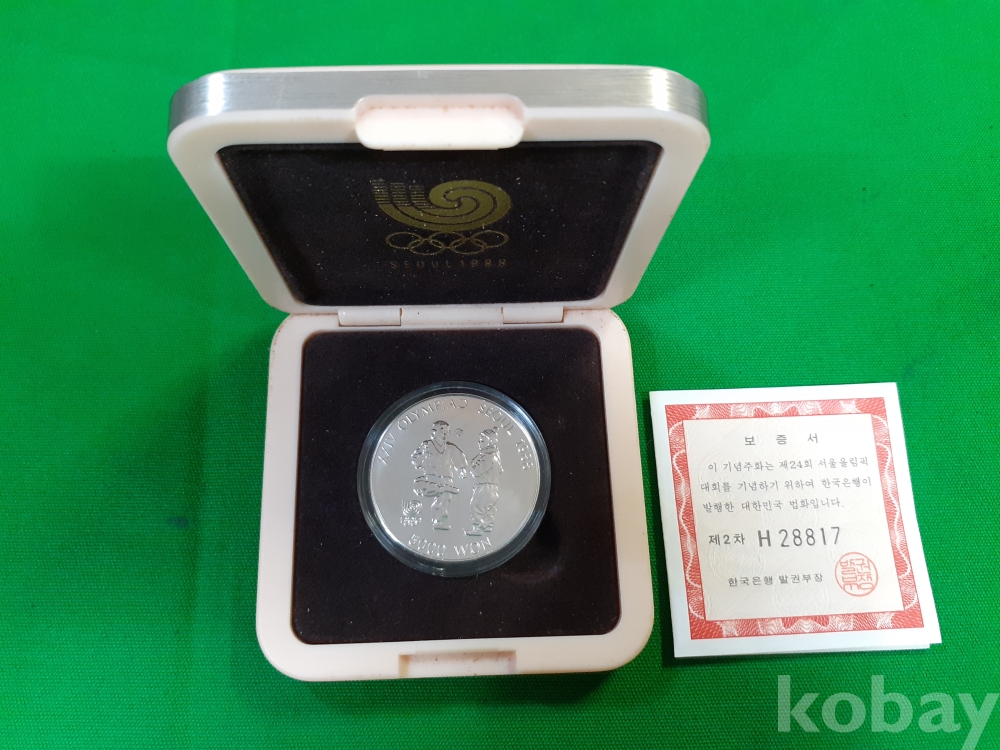 SEOUL 1988
XXIV OLYMPIAD SEOUL 1988
5000 WON
보증서
이 기념주화는 제24회 서울올림픽
대회를 기념하기 위하여 한국은행이
발행한 대한민국 법화입니다.
제2차 H 28817
한국은행 발권부장
kobay